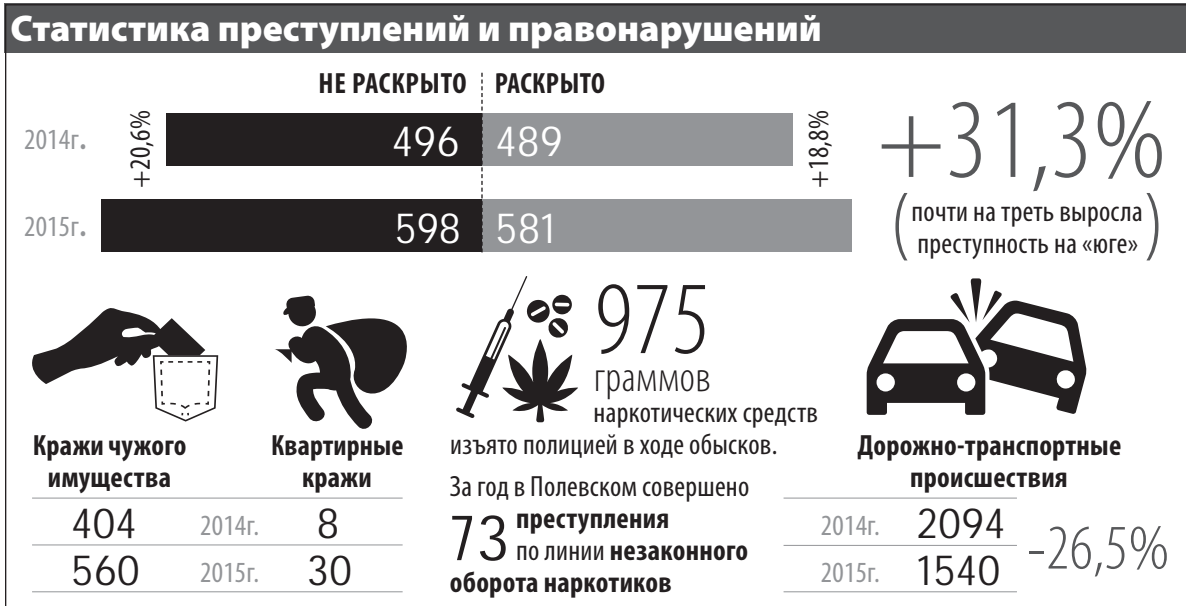 Статистика преступлений и правонарушений
НЕ РАСКРЫТО РАСКРЫТО
2014г. +20,6% 496 489 +18,8%
2015г. 598 581
+31,3%
(почти на треть выросла
преступность на «юге»)
Кражи чужого
имущества
404 2014г.
560 2015г.
Квартирные
кражи
8
30
975
граммов
наркотических средств
изъято полицией в ходе обысков.
За год в Полевском совершено
73 преступления
по линии незаконного
оборота наркотиков
Дорожно-транспортные
происшествия
2014г. 2094
2015г. 1540
-26,5%